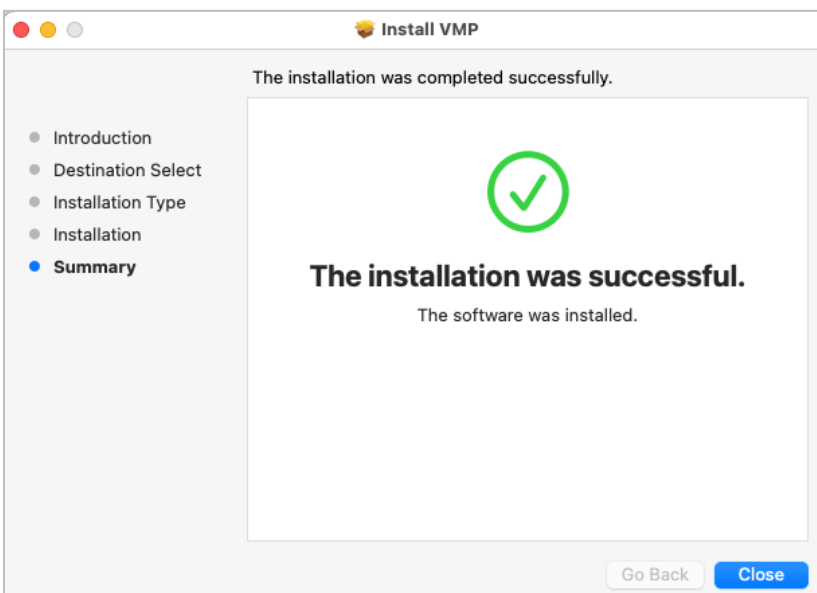 Install VMP
The installation was completed successfully.
Introduction
Destination Select
Installation Type
Installation
Summary
The installation was successful.
The software was installed.
Go Back
Close